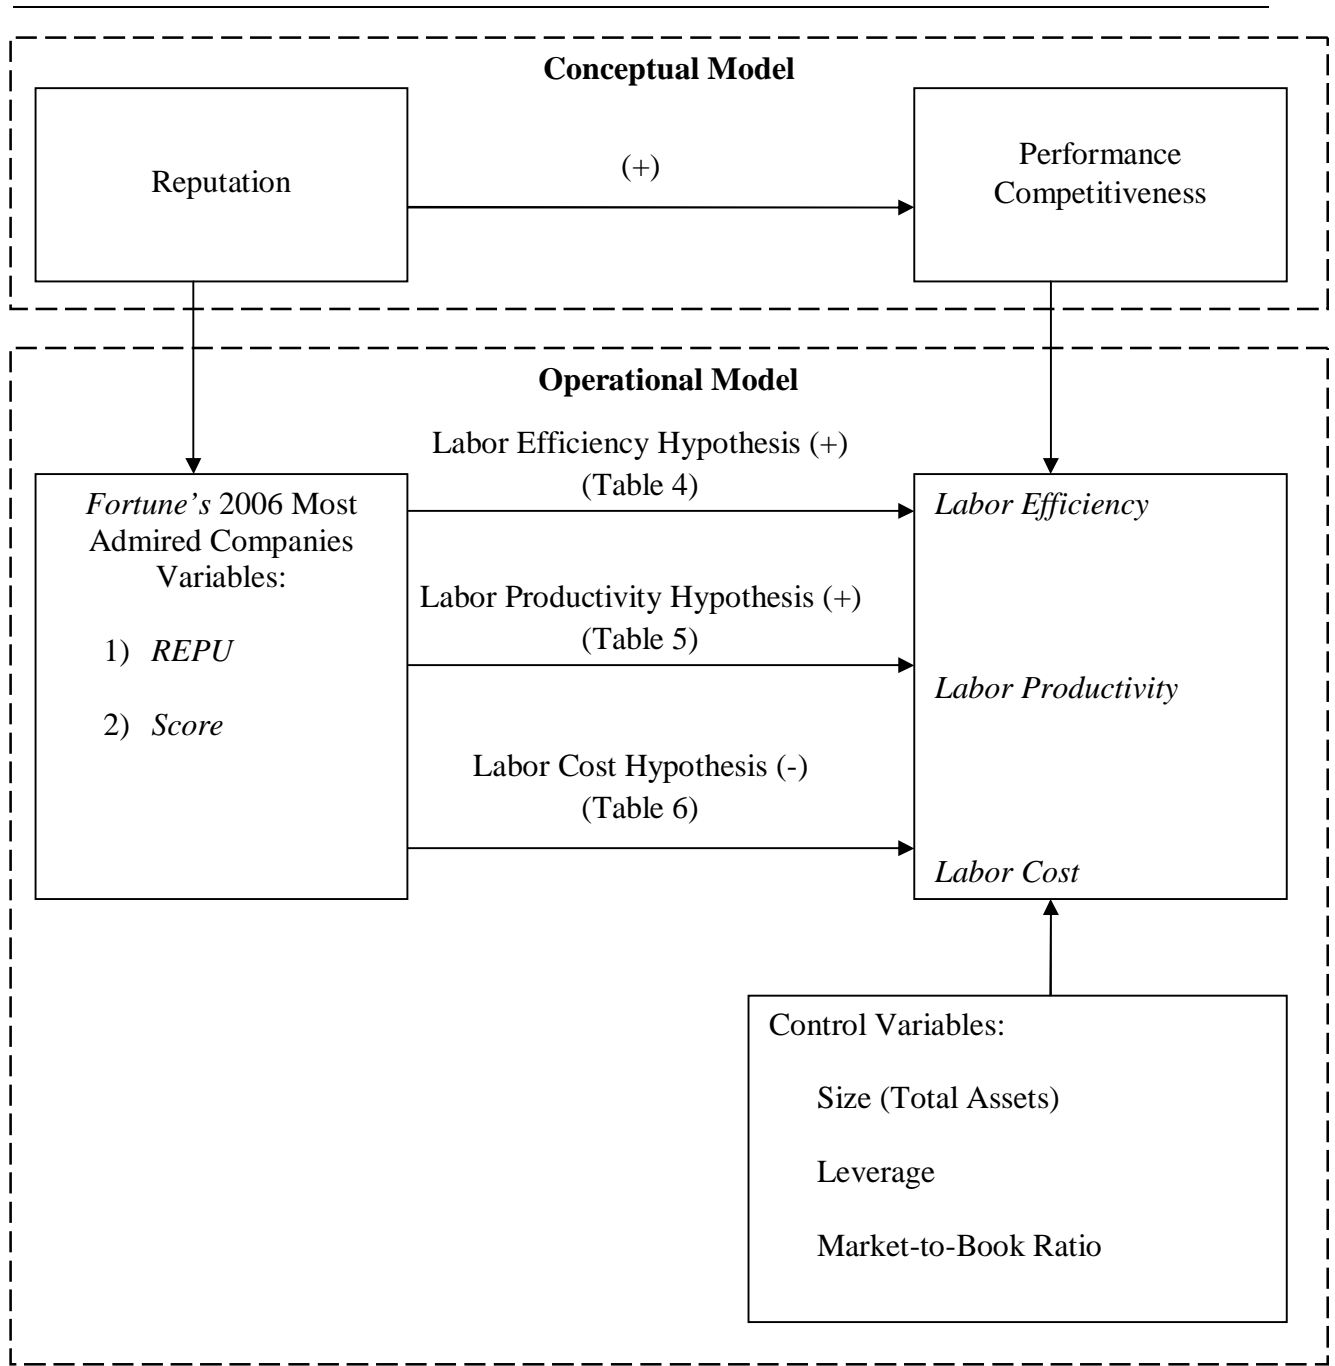 Conceptual Model
Reputation
(+)
Performance
Competitiveness
Operational Model
Labor Efficiency Hypothesis (+)
(Table 4)
Fortune’s 2006 Most
Admired Companies
Variables:
1) REPU
2) Score
Labor Productivity Hypothesis (+)
(Table 5)
Labor Cost Hypothesis (-)
(Table 6)
Labor Efficiency
Labor Productivity
Labor Cost
Control Variables:
Size (Total Assets)
Leverage
Market-to-Book Ratio